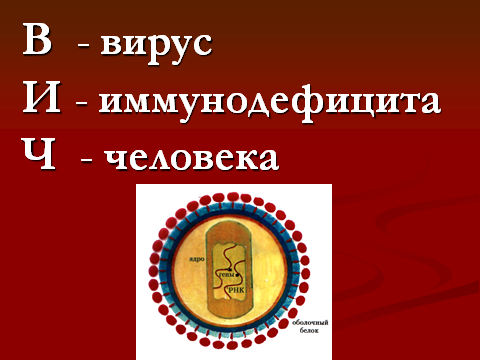 В - вирус
И - иммунодефицита
Ч - человека
ядро
гены
РНК
оболочный
белок